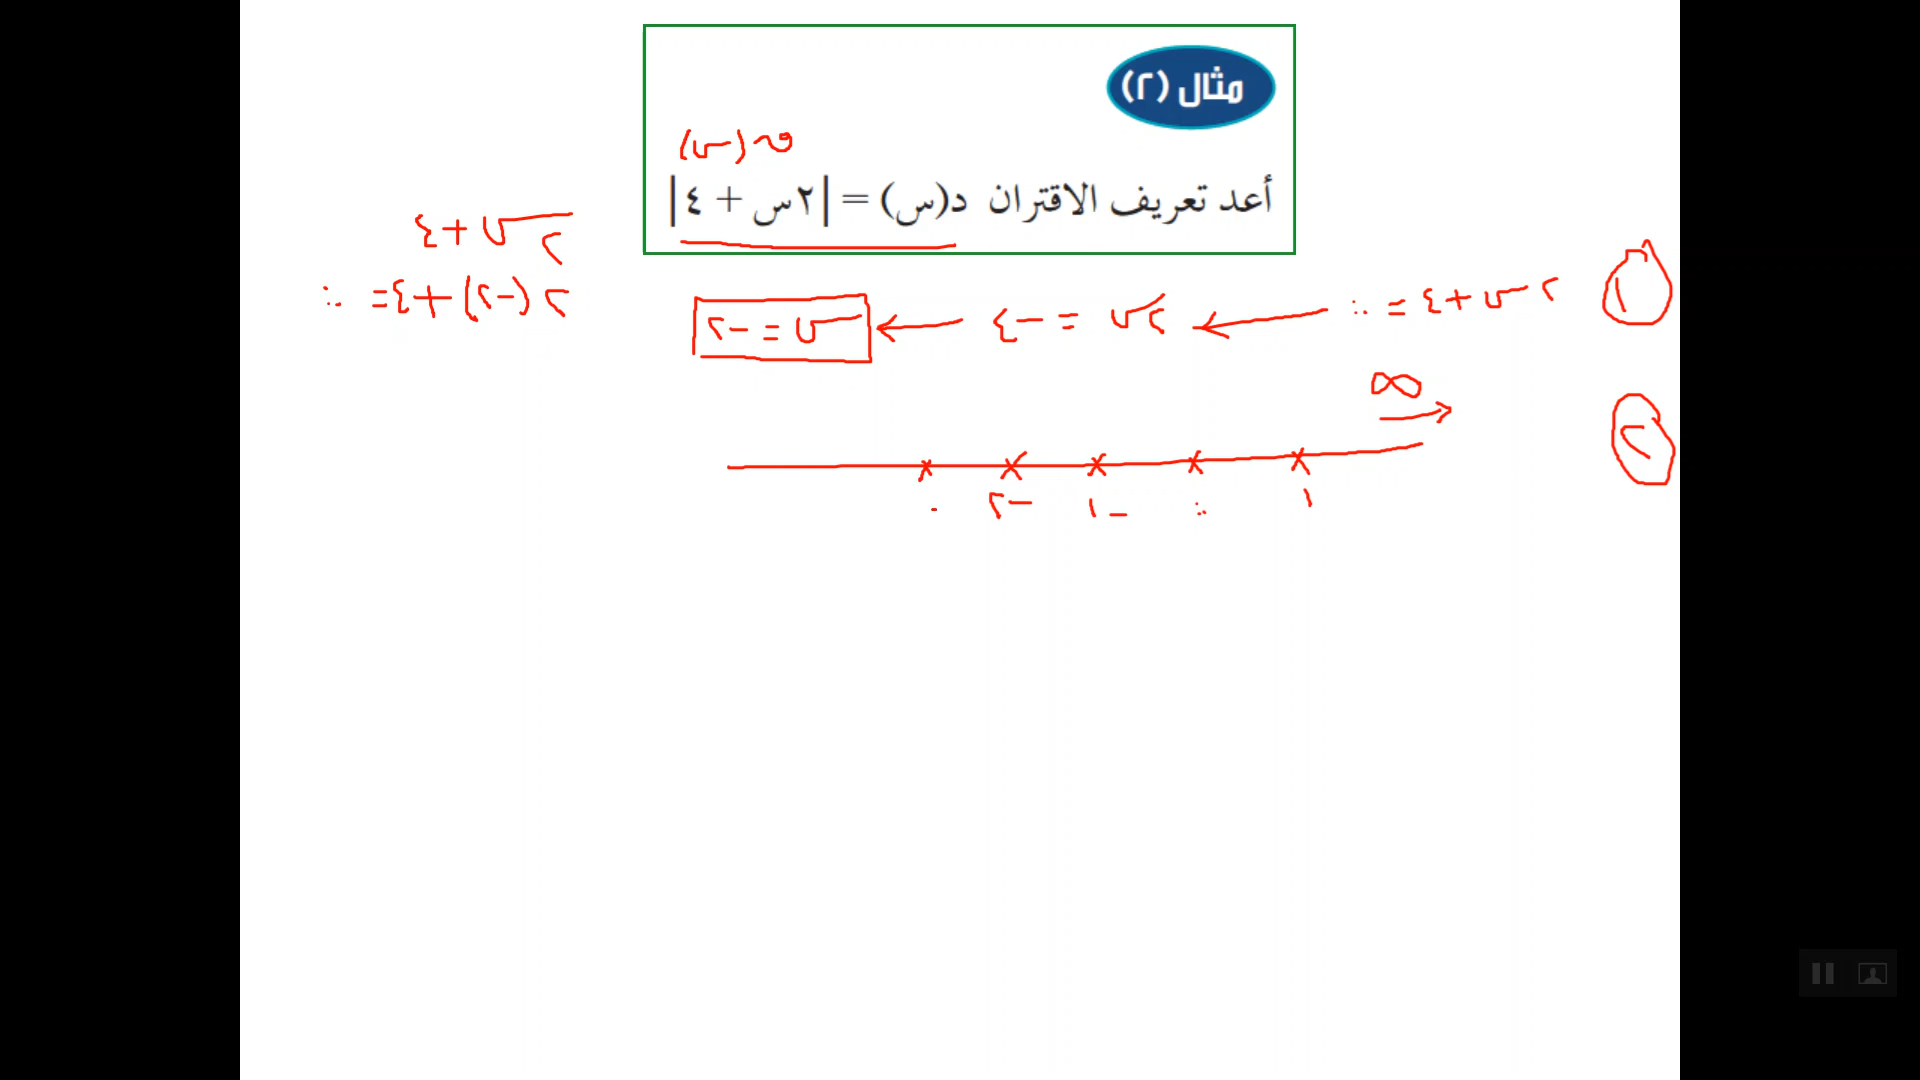 مثال (٢)
ق(س)
أعد تعريف الاقتران د(س) = |٢س + ٤|
٢س + ٤
٢(-٢) + ٤ = ٠
١
٢س + ٤ = ٠ ← ٢س = -٤ ← س = -٢
∞
٢
-٢ -١ ٠ ١